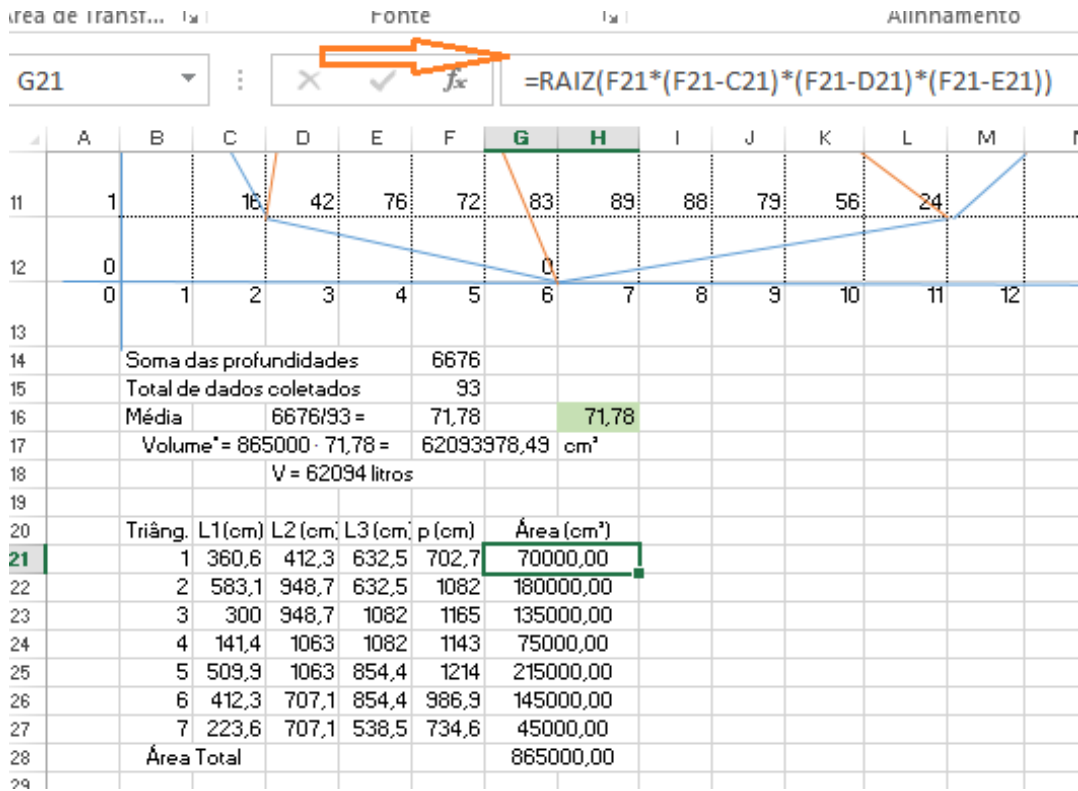 Área de Transf... Fonte Alinhamento
G21 fx =RAIZ(F21*(F21-C21)*(F21-D21)*(F21-E21))
A B C D E F G H I J K L M
11 1 16 42 76 72 83 89 88 79 56 24
12 0 0
0 1 2 3 4 5 6 7 8 9 10 11 12
13
14 Soma das profundidades 6676
15 Total de dados coletados 93
16 Média 6676/93 = 71,78 71,78
17 Volume*= 865000 · 71,78 = 62093978,49 cm³
18 V = 62094 litros
19
20 Triâng. L1(cm) L2 (cm) L3 (cm) p (cm) Área (cm²)
21 1 360,6 412,3 632,5 702,7 70000,00
22 2 583,1 948,7 632,5 1082 180000,00
23 3 300 948,7 1082 1165 135000,00
24 4 141,4 1063 1082 1143 75000,00
25 5 509,9 1063 854,4 1214 215000,00
26 6 412,3 707,1 854,4 986,9 145000,00
27 7 223,6 707,1 538,5 734,6 45000,00
28 Área Total 865000,00
29